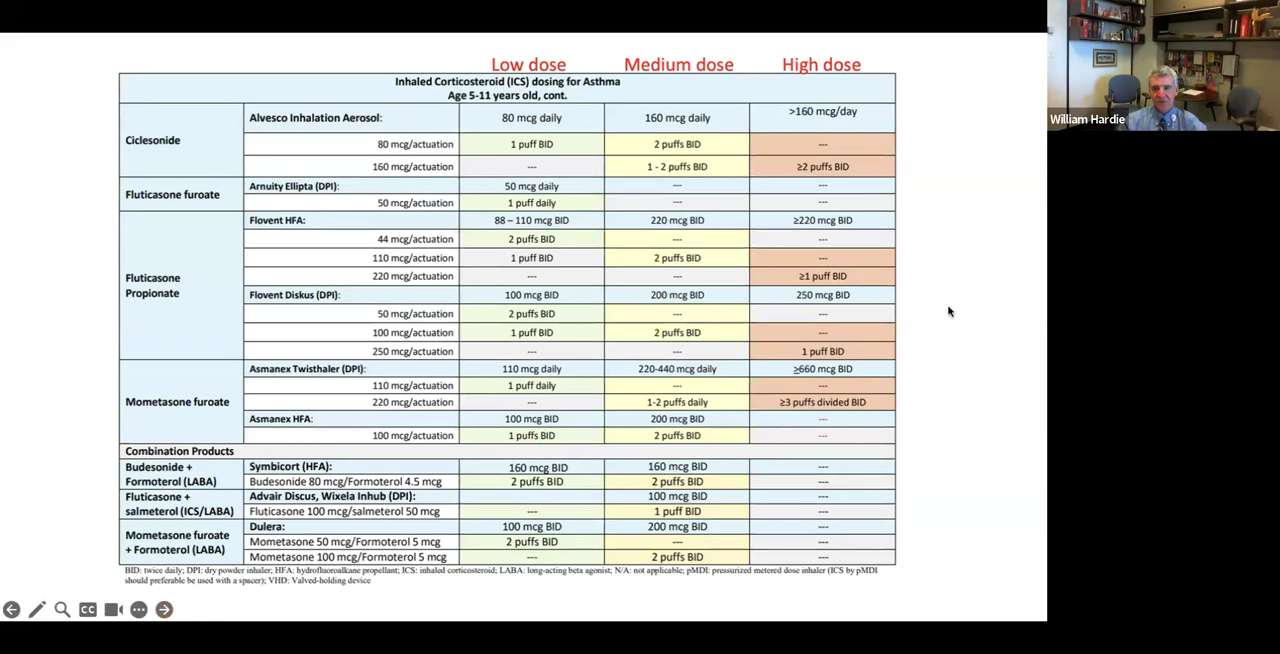 Low dose Medium dose High dose
Inhaled Corticosteroid (ICS) dosing for Asthma
Age 5-11 years old, cont.
Ciclesonide
Alvesco Inhalation Aerosol: 80 mcg daily 160 mcg daily >160 mcg/day
80 mcg/actuation 1 puff BID 2 puffs BID ---
160 mcg/actuation --- 1 - 2 puffs BID ≥2 puffs BID
Fluticasone furoate
Arnuity Ellipta (DPI): 50 mcg daily --- ---
50 mcg/actuation 1 puff daily --- ---
Fluticasone
Propionate
Flovent HFA: 88 – 110 mcg BID 220 mcg BID ≥220 mcg BID
44 mcg/actuation 2 puffs BID --- ---
110 mcg/actuation 1 puff BID 2 puffs BID ---
220 mcg/actuation --- --- ≥1 puff BID
Flovent Diskus (DPI): 100 mcg BID 200 mcg BID 250 mcg BID
50 mcg/actuation 2 puffs BID --- ---
100 mcg/actuation 1 puff BID 2 puffs BID ---
250 mcg/actuation --- --- 1 puff BID
Mometasone furoate
Asmanex Twisthaler (DPI): 110 mcg daily 220-440 mcg daily ≥660 mcg BID
110 mcg/actuation 1 puff daily --- ---
220 mcg/actuation --- 1-2 puffs daily ≥3 puffs divided BID
Asmanex HFA: 100 mcg BID 200 mcg BID ---
100 mcg/actuation 1 puffs BID 2 puffs BID ---
Combination Products
Budesonide +
Formoterol (LABA)
Symbicort (HFA): 160 mcg BID 160 mcg BID ---
Budesonide 80 mcg/Formoterol 4.5 mcg 2 puffs BID 2 puffs BID ---
Fluticasone +
salmeterol (ICS/LABA)
Advair Discus, Wixela Inhub (DPI): 100 mcg BID ---
Fluticasone 100 mcg/salmeterol 50 mcg --- 1 puff BID ---
Mometasone furoate
+ Formoterol (LABA)
Dulera: 100 mcg BID 200 mcg BID ---
Mometasone 50 mcg/Formoterol 5 mcg 2 puffs BID --- ---
Mometasone 100 mcg/Formoterol 5 mcg --- 2 puffs BID ---
BID: twice daily; DPI: dry powder inhaler; HFA: hydrofluoroalkane propellant; ICS: inhaled corticosteroid; LABA: long-acting beta agonist; N/A: not applicable; pMDI: pressurized metered dose inhaler (ICS by pMDI
should preferable be used with a spacer); VHD: Valved-holding device
CC
William Hardie